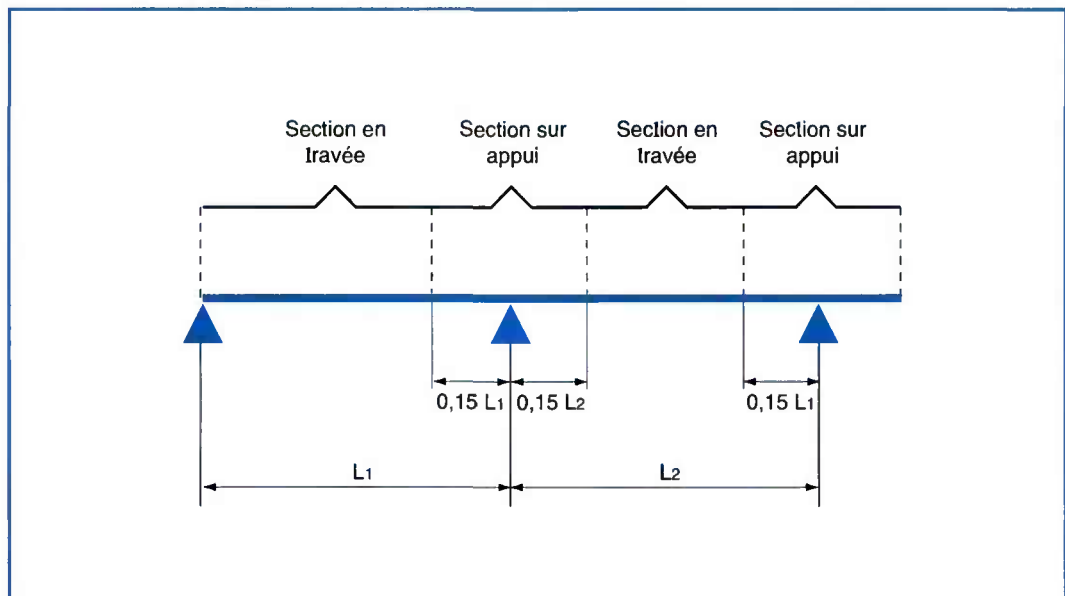 Section en
travée
Section sur
appui
Section en
travée
Section sur
appui
0,15 L1
0,15 L2
0,15 L1
L1
L2